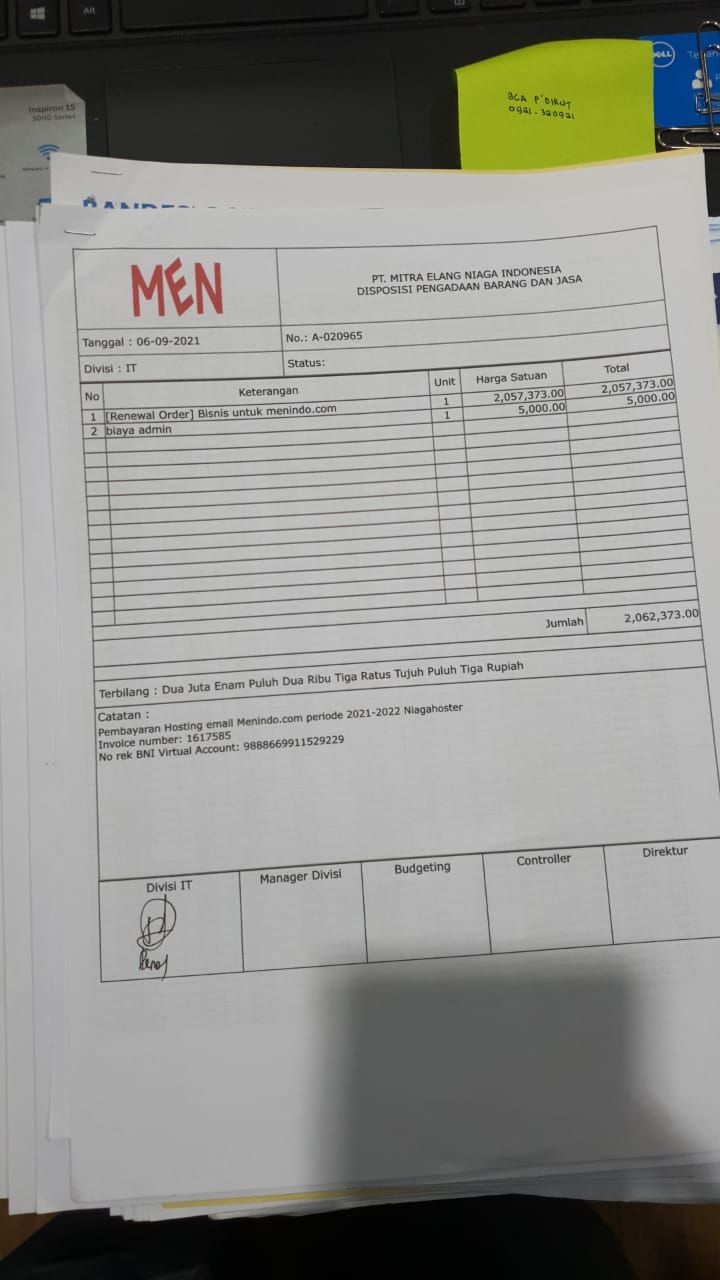 Alt
Inspiron 15
3000 Series
BCA P'DIRUT
0921-320921
DELL
MEN
PT. MITRA ELANG NIAGA INDONESIA
DISPOSISI PENGADAAN BARANG DAN JASA
Tanggal : 06-09-2021
No.: A-020965
Divisi : IT
Status:
No Keterangan Unit Harga Satuan Total
1 [Renewal Order] Bisnis untuk menindo.com 1 2,057,373.00 2,057,373.00
2 biaya admin 1 5,000.00 5,000.00
Jumlah 2,062,373.00
Terbilang : Dua Juta Enam Puluh Dua Ribu Tiga Ratus Tujuh Puluh Tiga Rupiah
Catatan :
Pembayaran Hosting email Menindo.com periode 2021-2022 Niagahoster
Invoice number: 1617585
No rek BNI Virtual Account: 9888669911529229
Divisi IT Manager Divisi Budgeting Controller Direktur